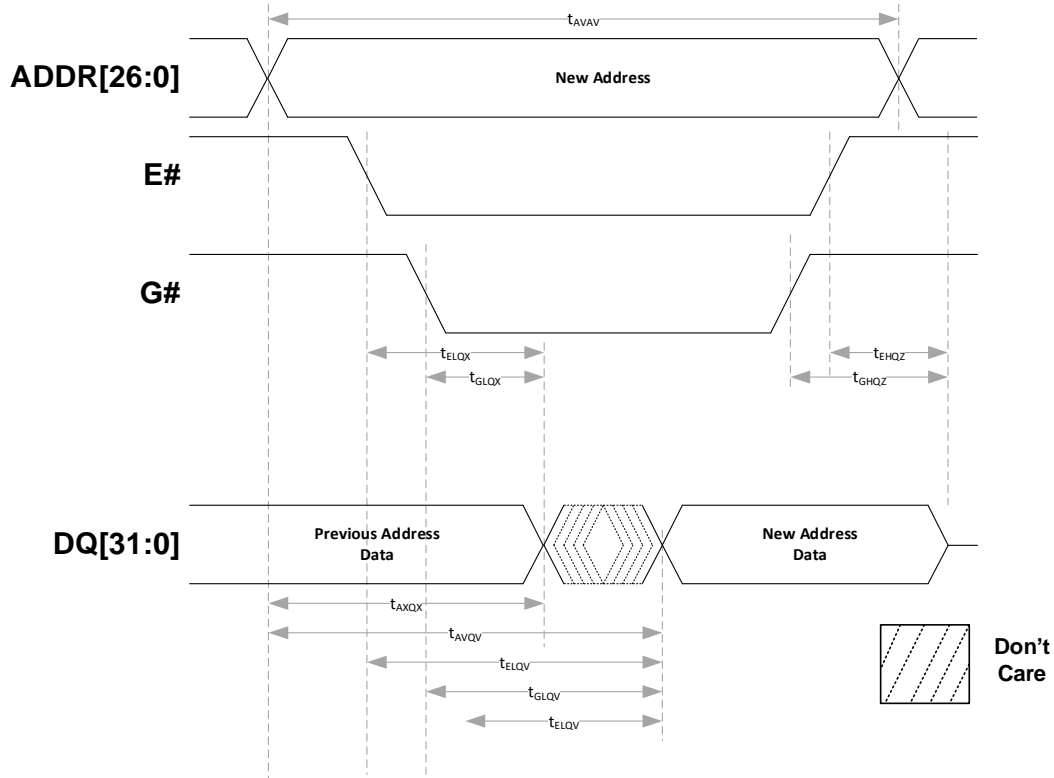 tAVAV
ADDR[26:0]
New Address
E#
G#
tELQX
tEHQZ
tGLQX
tGHQZ
DQ[31:0]
Previous Address
Data
New Address
Data
tAXQX
tAVQV
tELQV
tGLQV
tELQV
Don't
Care